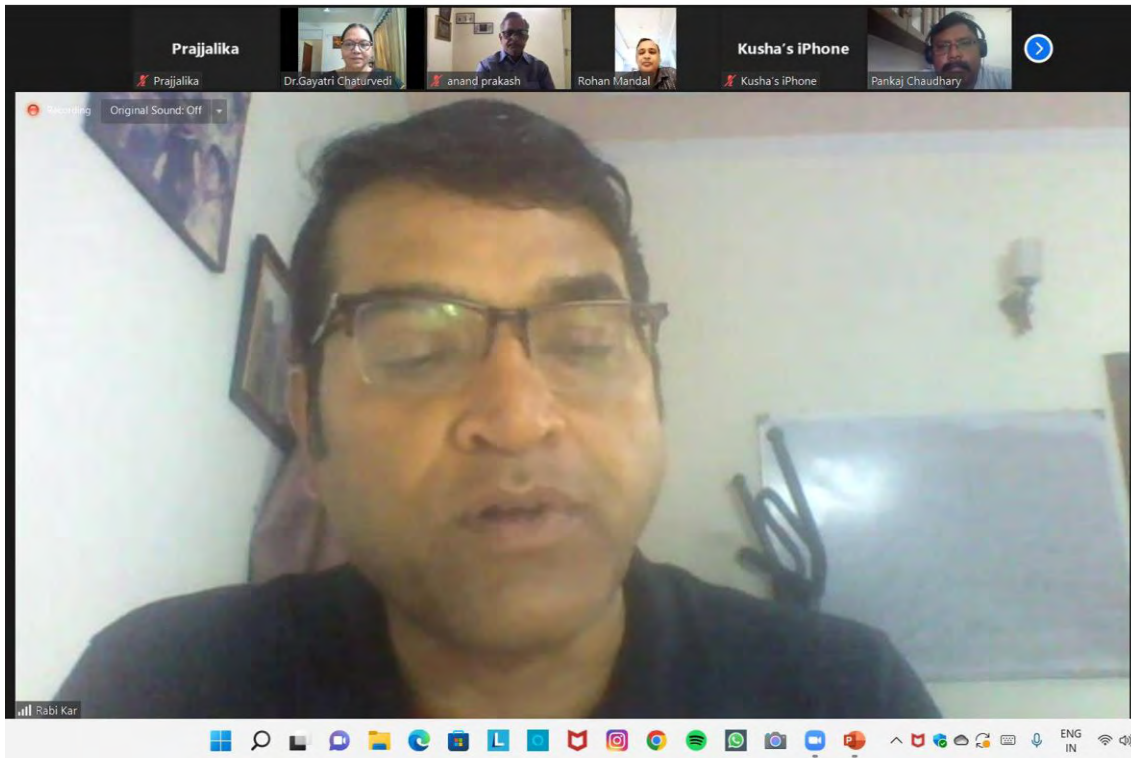 Prajjalika
Prajjalika
Dr.Gayatri Chaturvedi
anand prakash
Rohan Mandal
Kusha's iPhone
Kusha's iPhone
Pankaj Chaudhary
Recording
Original Sound: Off
Rabi Kar
ENG
IN